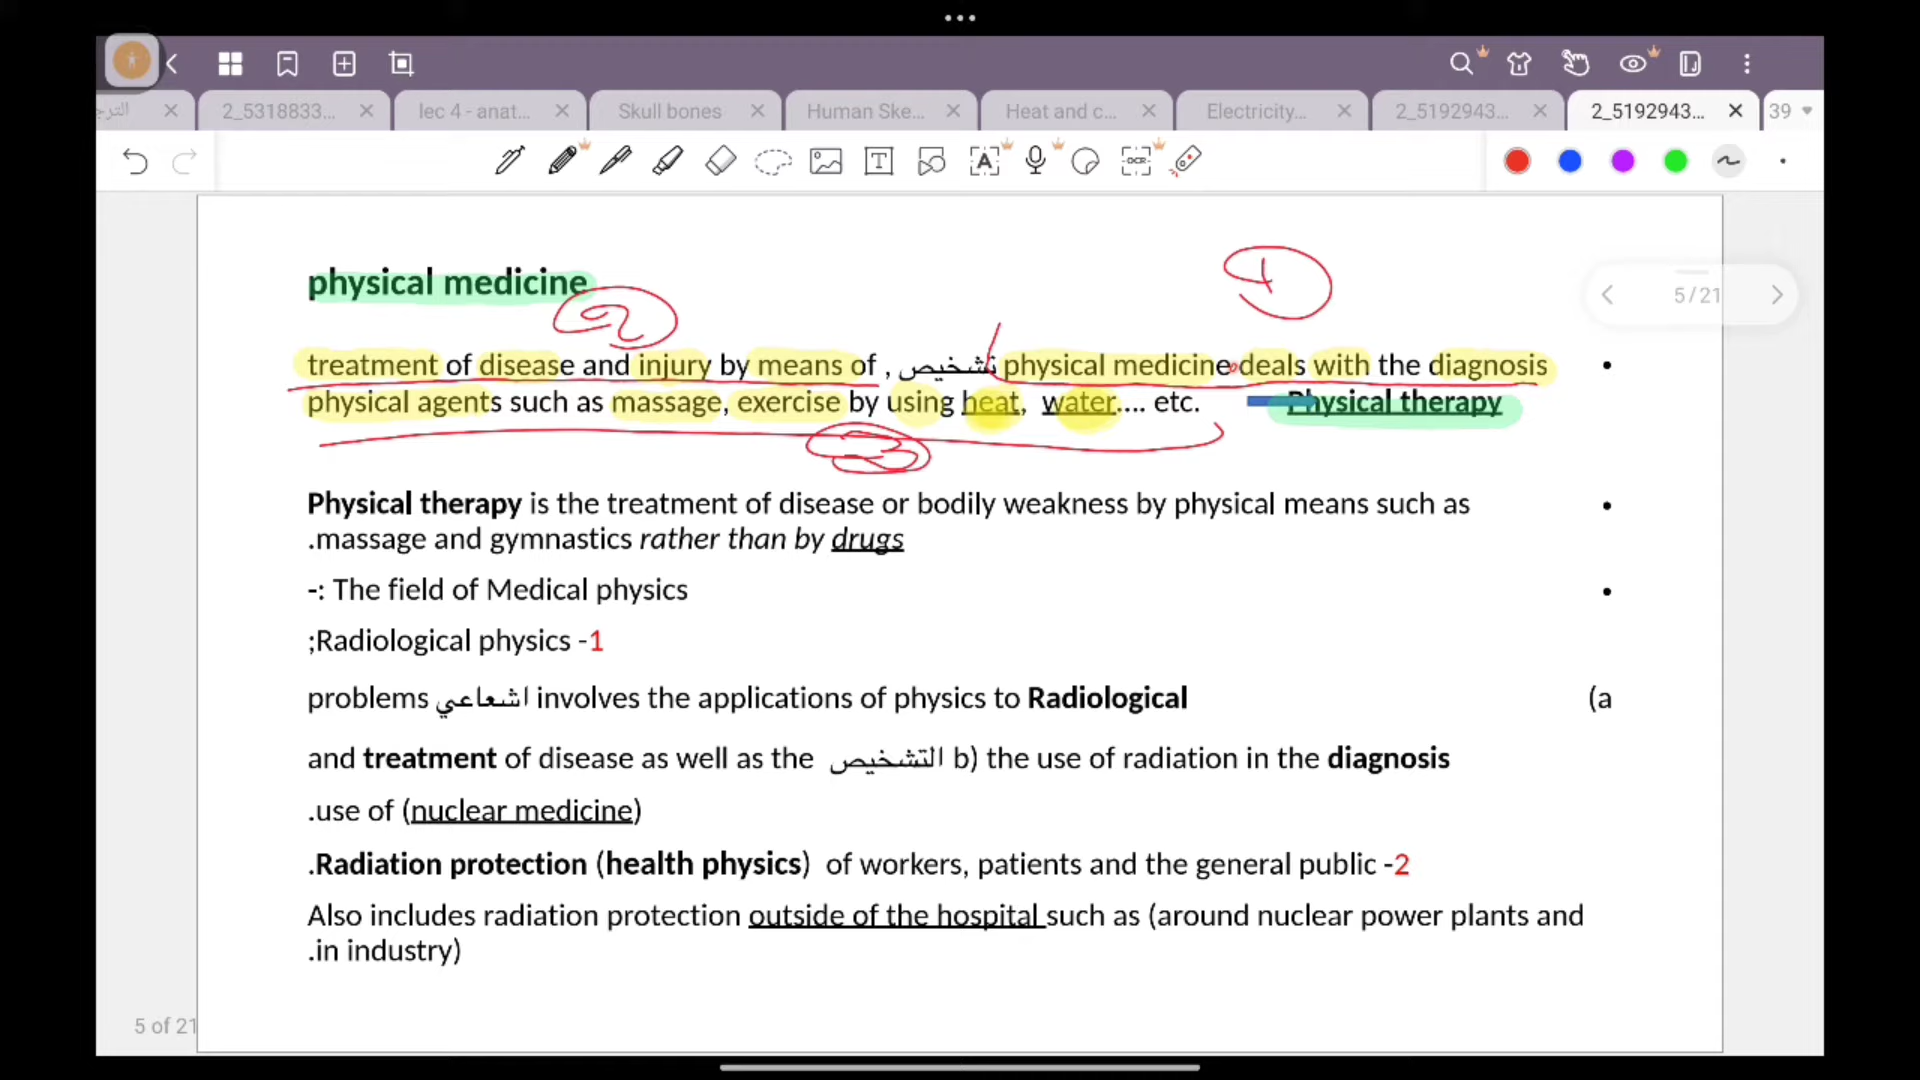 الترج
2_5318833...
lec 4 - anat...
Skull bones
Human Ske...
Heat and c...
Electricity...
2_5192943...
2_5192943...
39
T
A
OCR
5/21
physical medicine
1
2
treatment of disease and injury by means of , تشخيص physical medicine deals with the diagnosis •
physical agents such as massage, exercise by using heat, water.... etc. Physical therapy
3
Physical therapy is the treatment of disease or bodily weakness by physical means such as •
.massage and gymnastics rather than by drugs
-: The field of Medical physics •
;Radiological physics -1
problems اشعاعي involves the applications of physics to Radiological (a
and treatment of disease as well as the التشخيص b) the use of radiation in the diagnosis
.use of (nuclear medicine)
.Radiation protection (health physics) of workers, patients and the general public -2
Also includes radiation protection outside of the hospital such as (around nuclear power plants and
.in industry)
5 of 21